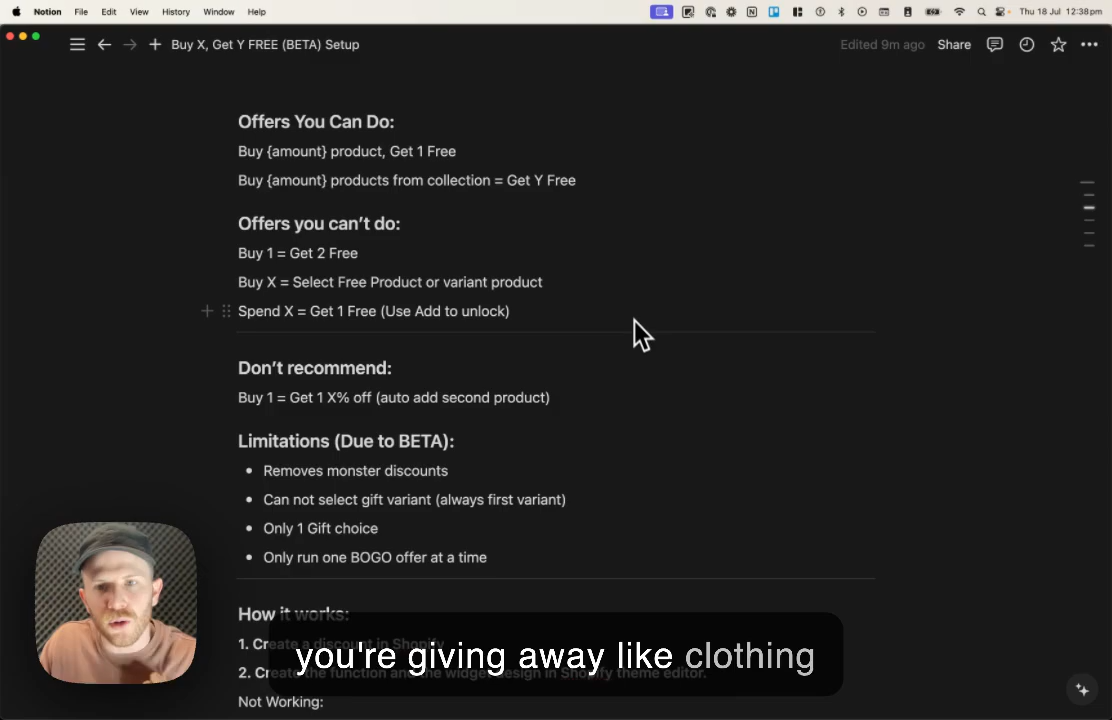 Notion File Edit View History Window Help Thu 18 Jul 12:38pm
Buy X, Get Y FREE (BETA) Setup Edited 9m ago Share
Offers You Can Do:
Buy {amount} product, Get 1 Free
Buy {amount} products from collection = Get Y Free
Offers you can't do:
Buy 1 = Get 2 Free
Buy X = Select Free Product or variant product
Spend X = Get 1 Free (Use Add to unlock)
Don't recommend:
Buy 1 = Get 1 X% off (auto add second product)
Limitations (Due to BETA):
• Removes monster discounts
• Can not select gift variant (always first variant)
• Only 1 Gift choice
• Only run one BOGO offer at a time
How it works:
1. Create a discount in Shopify
you're giving away like clothing
2. Create the function and the widget design in Shopify theme editor.
Not Working: